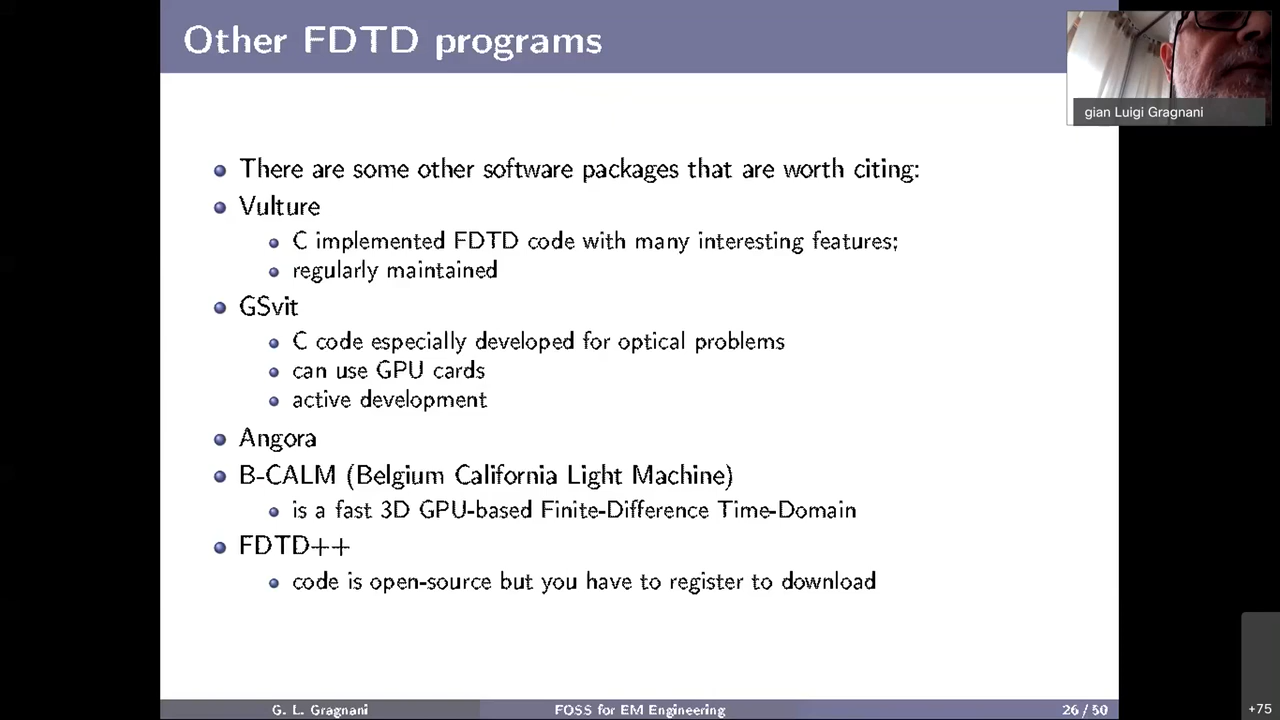 Other FDTD programs
gian Luigi Gragnani
There are some other software packages that are worth citing:
Vulture
C implemented FDTD code with many interesting features;
regularly maintained
GSvit
C code especially developed for optical problems
can use GPU cards
active development
Angora
B-CALM (Belgium California Light Machine)
is a fast 3D GPU-based Finite-Difference Time-Domain
FDTD++
code is open-source but you have to register to download
G. L. Gragnani
FOSS for EM Engineering
26 / 50
+75